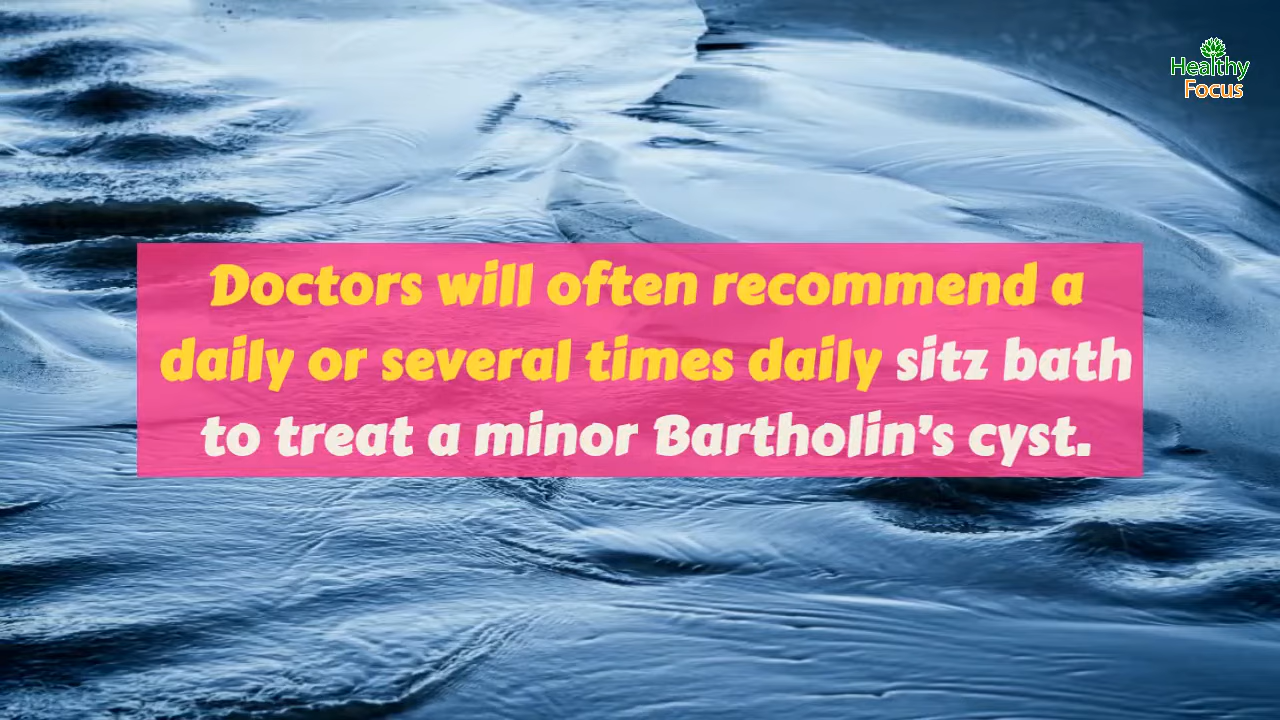 Healthy
Focus
Doctors will often recommend a
daily or several times daily sitz bath
to treat a minor Bartholin's cyst.